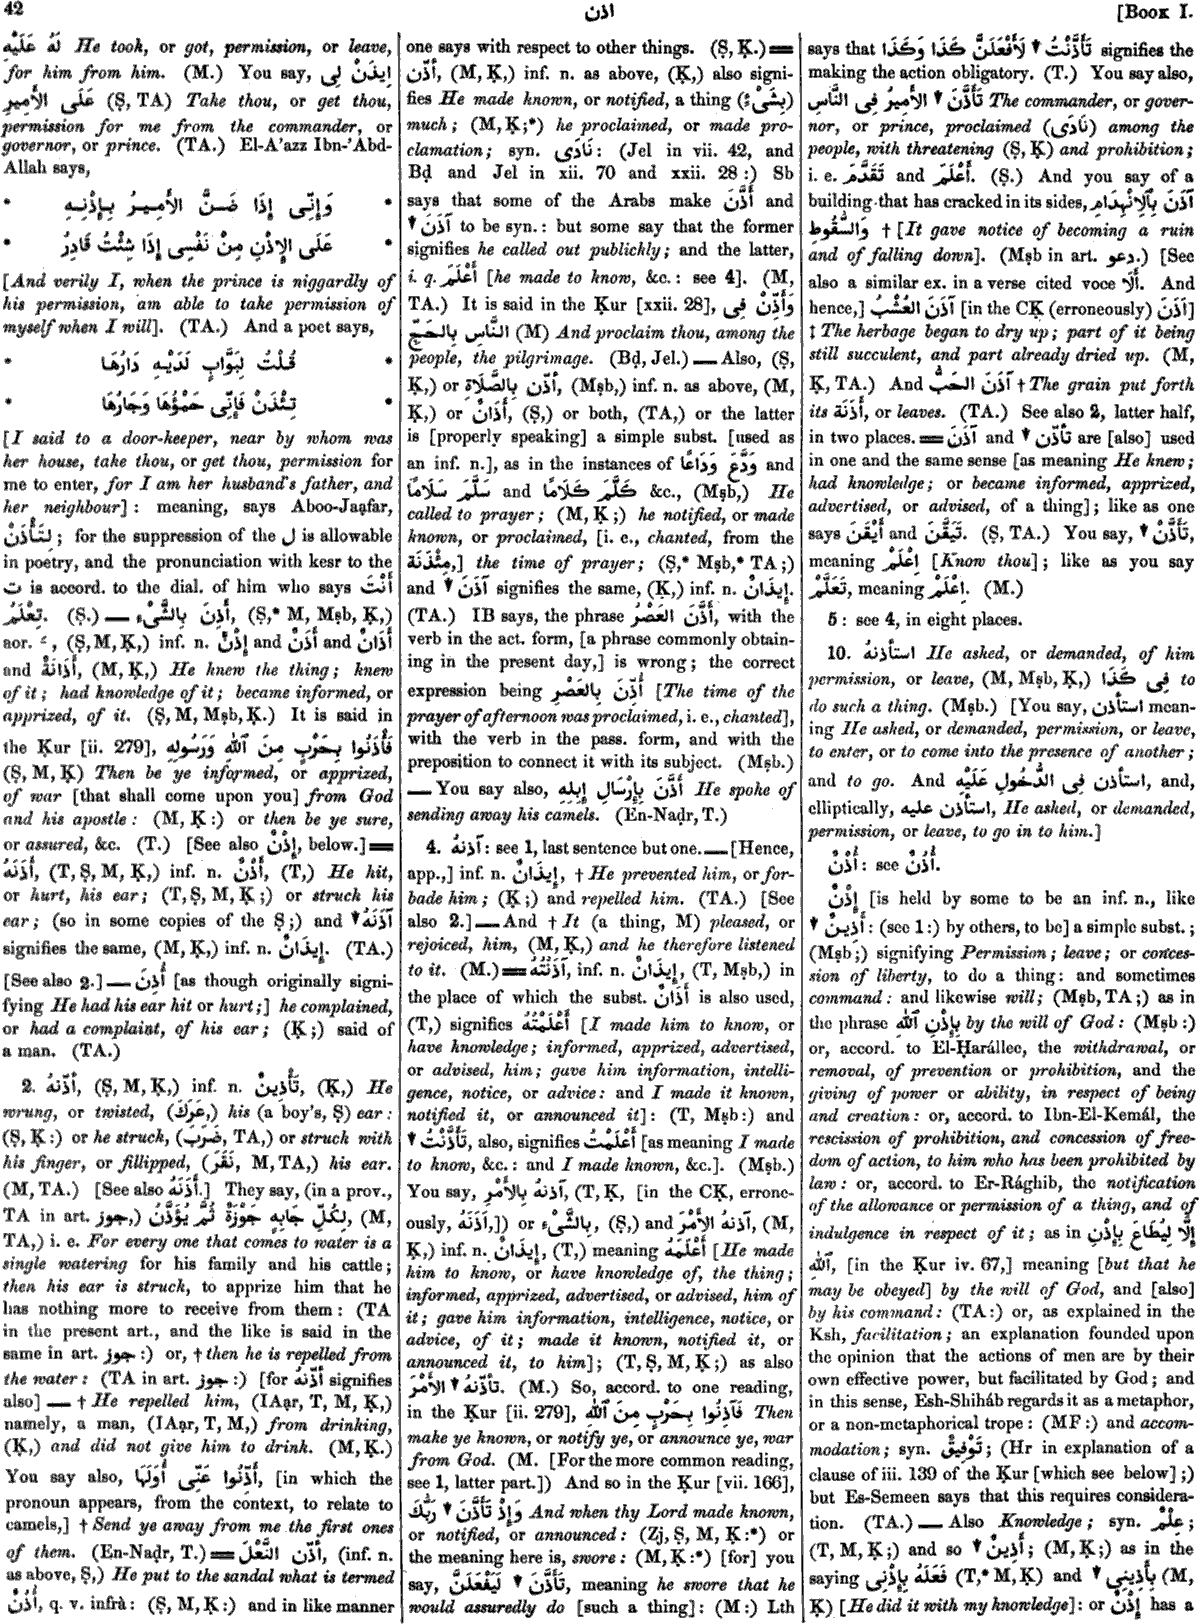 42
اذن
[BOOK I.
لَهُ عَلَيْهِ He took, or got, permission, or leave,
for him from him. (M.) You say, اِيذَنْ لِى
عَلَى الأَمِيرِ (Ṣ, TA) Take thou, or get thou,
permission for me from the commander, or
governor, or prince. (TA.) El-A'azz Ibn-'Abd-
Allah says,
* وَإِنِّى إِذَا ضَنَّ الأَمِيرُ بِإِذْنِهِ *
* عَلَى الإِذْنِ مِنْ نَفْسِى إِذَا شِئْتُ قَادِرُ *
[And verily I, when the prince is niggardly of
his permission, am able to take permission of
myself when I will]. (TA.) And a poet says,
* قُلْتُ لِبَوَّابٍ لَدَيْهِ دَارُهَا *
* تِئْذَنْ فَإِنِّى حَمْؤُهَا وَجَارُهَا *
[I said to a door-keeper, near by whom was
her house, take thou, or get thou, permission for
me to enter, for I am her husband's father, and
her neighbour]: meaning, says Aboo-Jaạfar,
لِتَأْذَنْ; for the suppression of the ل is allowable
in poetry, and the pronunciation with kesr to the
ت is accord. to the dial. of him who says أَنْتَ
تِعْلَمُ. (Ṣ.) — أَذِنَ بِالشَّىْءِ, (Ṣ,* M, Mṣb, Ḳ,)
aor. ـَ, (Ṣ, M, Ḳ,) inf. n. إِذْنٌ and أَذَنٌ and أَذَانٌ
and أَذَانَةٌ, (M, Ḳ,) He knew the thing; knew
of it; had knowledge of it; became informed, or
apprized, of it. (Ṣ, M, Mṣb, Ḳ.) It is said in
the Ḳur [ii. 279], فَأْذَنُوا بِحَرْبٍ مِنَ ٱللّٰهِ وَرَسُولِهِ
(Ṣ, M, Ḳ) Then be ye informed, or apprized,
of war [that shall come upon you] from God
and his apostle: (M, Ḳ:) or then be ye sure,
or assured, &c. (T.) [See also إِذْنٌ, below.] ═
أَذَنَهُ, (T, Ṣ, M, Ḳ,) inf. n. أَذْنٌ, (T,) He hit,
or hurt, his ear; (T, Ṣ, M, Ḳ;) or struck his
ear; (so in some copies of the Ṣ;) and ▼ آذَنَهُ
signifies the same, (M, Ḳ,) inf. n. إِيذَانٌ. (TA.)
[See also 2.] — أُذِنَ [as though originally signi-
fying He had his ear hit or hurt;] he complained,
or had a complaint, of his ear; (Ḳ;) said of
a man. (TA.)
2. أذّنهُ, (Ṣ, M, Ḳ,) inf. n. تَأْذِينٌ, (Ḳ,) He
wrung, or twisted, (عَرَكَ) his (a boy's, Ṣ) ear:
(Ṣ, Ḳ:) or he struck, (ضَرَبَ, TA,) or struck with
his finger, or fillipped, (نَقَرَ, M, TA,) his ear.
(M, TA.) [See also أَذَنَهُ.] They say, (in a prov.,
TA in art. جوز,) لِكُلِّ جَابِهٍ جَوْزَةٌ ثُمَّ يُؤَذَّنُ, (M,
TA,) i. e. For every one that comes to water is a
single watering for his family and his cattle;
then his ear is struck, to apprize him that he
has nothing more to receive from them: (TA
in the present art., and the like is said in the
same in art. جوز:) or, † then he is repelled from
the water: (TA in art. جوز:) [for أذّنهُ signifies
also] — † He repelled him, (IAạr, T, M, Ḳ,)
namely, a man, (IAạr, T, M,) from drinking,
(Ḳ,) and did not give him to drink. (M, Ḳ.)
You say also, أَذِّنُوا عَنِّى أُولَهَا, [in which the
pronoun appears, from the context, to relate to
camels,] † Send ye away from me the first ones
of them. (En-Naḍr, T.) ═ أذّن النَّعْلَ, (inf. n.
as above, Ṣ,) He put to the sandal what is termed
أُذُنٌ, q. v. infrà: (Ṣ, M, Ḳ:) and in like manner
one says with respect to other things. (Ṣ, Ḳ.) ═
أذّن, (M, Ḳ,) inf. n. as above, (Ḳ,) also signi-
fies He made known, or notified, a thing (بِشَىْءٍ)
much; (M, Ḳ;*) he proclaimed, or made pro-
clamation; syn. نَادَى: (Jel in vii. 42, and
Bḍ and Jel in xii. 70 and xxii. 28:) Sb
says that some of the Arabs make أَذَّنَ and
▼ آذَنَ to be syn.: but some say that the former
signifies he called out publickly; and the latter,
i. q. أَعْلَمَ [he made to know, &c.: see 4]. (M,
TA.) It is said in the Ḳur [xxii. 28], وَأَذِّنْ فِى
النَّاسِ بِالحَجِّ (M) And proclaim thou, among the
people, the pilgrimage. (Bḍ, Jel.) — Also, (Ṣ,
Ḳ,) or أذّن بِالصَّلَاةِ, (Mṣb,) inf. n. as above, (M,
Ḳ,) or أَذَانٌ, (Ṣ,) or both, (TA,) or the latter
is [properly speaking] a simple subst. [used as
an inf. n.], as in the instances of وَدَّعَ وَدَاعًا and
سَلَّمَ سَلَامًا and كَلَّمَ كَلَامًا &c., (Mṣb,) He
called to prayer; (M, Ḳ;) he notified, or made
known, or proclaimed, [i. e., chanted, from the
مِئْذَنَة,] the time of prayer; (Ṣ,* Mṣb,* TA;)
and ▼ آذَنَ signifies the same, (Ḳ,) inf. n. إِيذَانٌ.
(TA.) IB says, the phrase أَذَّنَ العَصْرُ, with the
verb in the act. form, [a phrase commonly obtain-
ing in the present day,] is wrong; the correct
expression being أُذِّنَ بِالعَصْرِ [The time of the
prayer of afternoon was proclaimed, i. e., chanted],
with the verb in the pass. form, and with the
preposition to connect it with its subject. (Mṣb.)
— You say also, أَذَّنَ بِإِرْسَالِ إِبِلِهِ He spoke of
sending away his camels. (En-Naḍr, T.)
4. آذنهُ: see 1, last sentence but one. — [Hence,
app.,] inf. n. إِيذَانٌ, † He prevented him, or for-
bade him; (Ḳ;) and repelled him. (TA.) [See
also 2.] — And † It (a thing, M) pleased, or
rejoiced, him, (M, Ḳ,) and he therefore listened
to it. (M.) ═ آذَنْتُهُ, inf. n. إِيذَانٌ, (T, Mṣb,) in
the place of which the subst. أَذَانٌ is also used,
(T,) signifies أَعْلَمْتُهُ [I made him to know, or
have knowledge; informed, apprized, advertised,
or advised, him; gave him information, intelli-
gence, notice, or advice: and I made it known,
notified it, or announced it]: (T, Mṣb:) and
▼ تَأَذَّنْتُ, also, signifies أَعْلَمْتُ [as meaning I made
to know, &c.: and I made known, &c.]. (Mṣb.)
You say, آذنهُ بِالأَمْرِ, (T, Ḳ, [in the CḲ, errone-
ously, أَذَنَهُ,]) or بِالشَّىْءِ, (Ṣ,) and آذنهُ الأَمْرَ, (M,
Ḳ,) inf. n. إِيذَانٌ, (T,) meaning أَعْلَمَهُ [He made
him to know, or have knowledge of, the thing;
informed, apprized, advertised, or advised, him of
it; gave him information, intelligence, notice, or
advice, of it; made it known, notified it, or
announced it, to him]; (T, Ṣ, M, Ḳ;) as also
▼ تأذّنهُ الأَمْرَ. (M.) So, accord. to one reading,
in the Ḳur [ii. 279], فَآذِنُوا بِحَرْبٍ مِنَ ٱللّٰهِ Then
make ye known, or notify ye, or announce ye, war
from God. (M. [For the more common reading,
see 1, latter part.]) And so in the Ḳur [vii. 166],
وَإِذْ تَأَذَّنَ ▼ رَبُّكَ And when thy Lord made known,
or notified, or announced: (Zj, Ṣ, M, Ḳ:*) or
the meaning here is, swore: (M, Ḳ:*) [for] you
say, تَأَذَّنَ ▼ لَيَفْعَلَنَّ, meaning he swore that he
would assuredly do [such a thing]: (M:) Lth
says that تَأَذَّنْتُ ▼ لَأَفْعَلَنَّ كَذَا وَكَذَا signifies the
making the action obligatory. (T.) You say also,
تَأَذَّنَ ▼ الأَمِيرُ فِى النَّاسِ The commander, or gover-
nor, or prince, proclaimed (نَادَى) among the
people, with threatening (Ṣ, Ḳ) and prohibition;
i. e. تَقَدَّمَ and أَعْلَمَ. (Ṣ.) And you say of a
building that has cracked in its sides, آذَنَ بِٱلِانْهِدَامِ
وَالسُّقُوطِ † [It gave notice of becoming a ruin
and of falling down]. (Mṣb in art. دعو.) [See
also a similar ex. in a verse cited voce أَلَا. And
hence,] آذَنَ العُشْبُ [in the CḲ (erroneously) أَذَنَ]
‡ The herbage began to dry up; part of it being
still succulent, and part already dried up. (M,
Ḳ, TA.) And آذَنَ الحَبُّ † The grain put forth
its أَذَنَة, or leaves. (TA.) See also 2, latter half,
in two places. ═ آذَنَ and ▼ تأذّن are [also] used
in one and the same sense [as meaning He knew;
had knowledge; or became informed, apprized,
advertised, or advised, of a thing]; like as one
says أَيْقَنَ and تَيَقَّنَ. (Ṣ, TA.) You say, ▼ تَأَذَّنْ,
meaning اِعْلَمْ [Know thou]; like as you say
تَعَلَّمْ, meaning اِعْلَمْ. (M.)
5: see 4, in eight places.
10. استأذنهُ He asked, or demanded, of him
permission, or leave, (M, Mṣb, Ḳ,) فِى كَذَا to
do such a thing. (Mṣb.) [You say, استأذن mean-
ing He asked, or demanded, permission, or leave,
to enter, or to come into the presence of another;
and to go. And استأذن فِى الدُّخُولِ عَلَيْهِ, and,
elliptically, استأذن عليه, He asked, or demanded,
permission, or leave, to go in to him.]
أُذْنٌ: see أُذُنٌ.
إِذْنٌ [is held by some to be an inf. n., like
▼ أَذِينٌ: (see 1:) by others, to be] a simple subst.;
(Mṣb;) signifying Permission; leave; or conces-
sion of liberty, to do a thing: and sometimes
command: and likewise will; (Mṣb, TA;) as in
the phrase بِإِذْنِ ٱللّٰهِ by the will of God: (Mṣb:)
or, accord. to El-Ḥarállee, the withdrawal, or
removal, of prevention or prohibition, and the
giving of power or ability, in respect of being
and creation: or, accord. to Ibn-El-Kemál, the
rescission of prohibition, and concession of free-
dom of action, to him who has been prohibited by
law: or, accord. to Er-Rághib, the notification
of the allowance or permission of a thing, and of
indulgence in respect of it; as in إِلَّا لِيُطَاعَ بِإِذْنِ
ٱللّٰهِ, [in the Ḳur iv. 67,] meaning [but that he
may be obeyed] by the will of God, and [also]
by his command: (TA:) or, as explained in the
Ksh, facilitation; an explanation founded upon
the opinion that the actions of men are by their
own effective power, but facilitated by God; and
in this sense, Esh-Shiháb regards it as a metaphor,
or a non-metaphorical trope: (MF:) and accom-
modation; syn. تَوْفِيقٌ; (Hr in explanation of a
clause of iii. 139 of the Ḳur [which see below];)
but Es-Semeen says that this requires considera-
tion. (TA.) — Also Knowledge; syn. عِلْمٌ;
(T, M, Ḳ;) and so ▼ أَذِينٌ; (M, Ḳ;) as in the
saying فَعَلَهُ بِإِذْنِى (T,* M, Ḳ) and ▼ بِأَذِينِى (M,
Ḳ) [He did it with my knowledge]: or إِذْنٌ has a